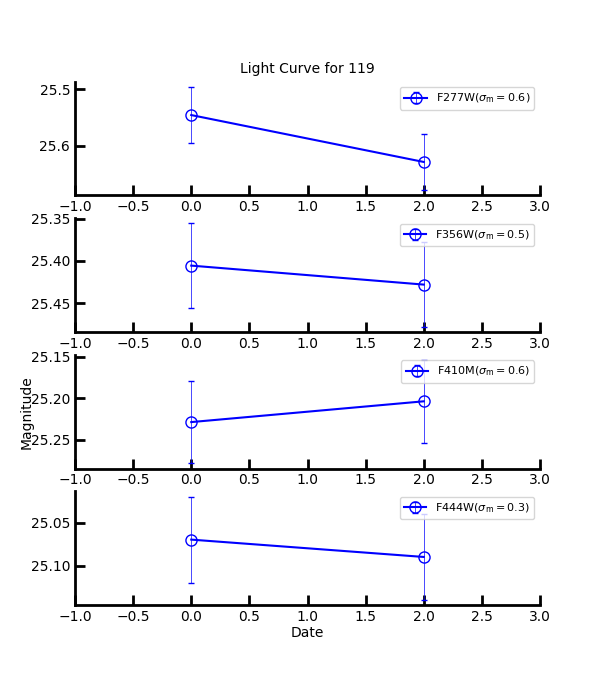 Light Curve for 119
25.5
25.6
F277W(σm = 0.6)
−1.0 −0.5 0.0 0.5 1.0 1.5 2.0 2.5 3.0
25.35
25.40
25.45
F356W(σm = 0.5)
−1.0 −0.5 0.0 0.5 1.0 1.5 2.0 2.5 3.0
25.15
25.20
25.25
F410M(σm = 0.6)
Magnitude
−1.0 −0.5 0.0 0.5 1.0 1.5 2.0 2.5 3.0
25.05
25.10
F444W(σm = 0.3)
−1.0 −0.5 0.0 0.5 1.0 1.5 2.0 2.5 3.0
Date